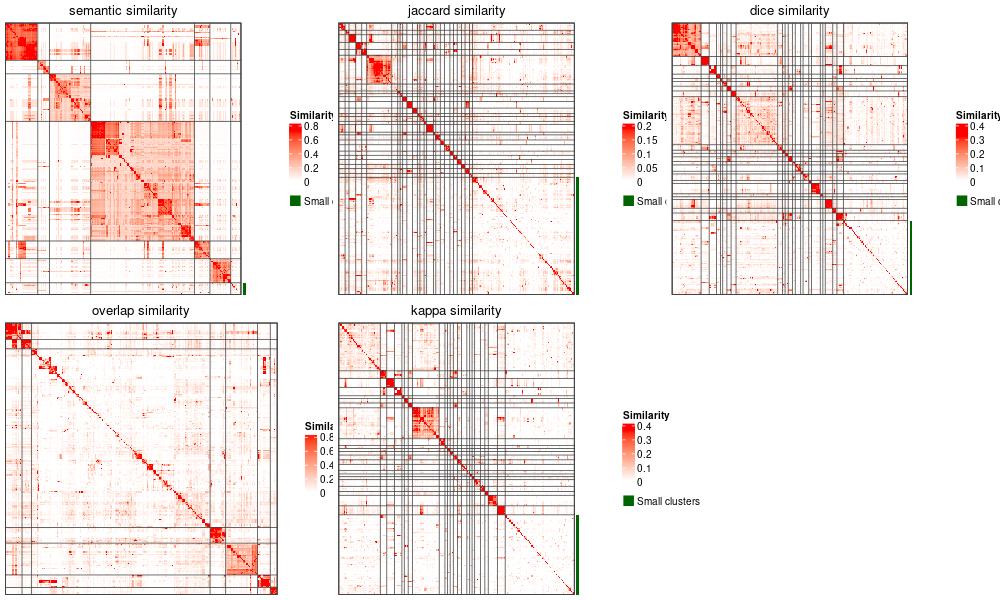 semantic similarity
Similarity
0.8
0.6
0.4
0.2
0
Small
jaccard similarity
Similarity
0.2
0.15
0.1
0.05
0
Small
dice similarity
Similarity
0.4
0.3
0.2
0.1
0
Small
overlap similarity
0.8
0.6
0.4
0.2
0
kappa similarity
Similarity
0.4
0.3
0.2
0.1
0
Small clusters